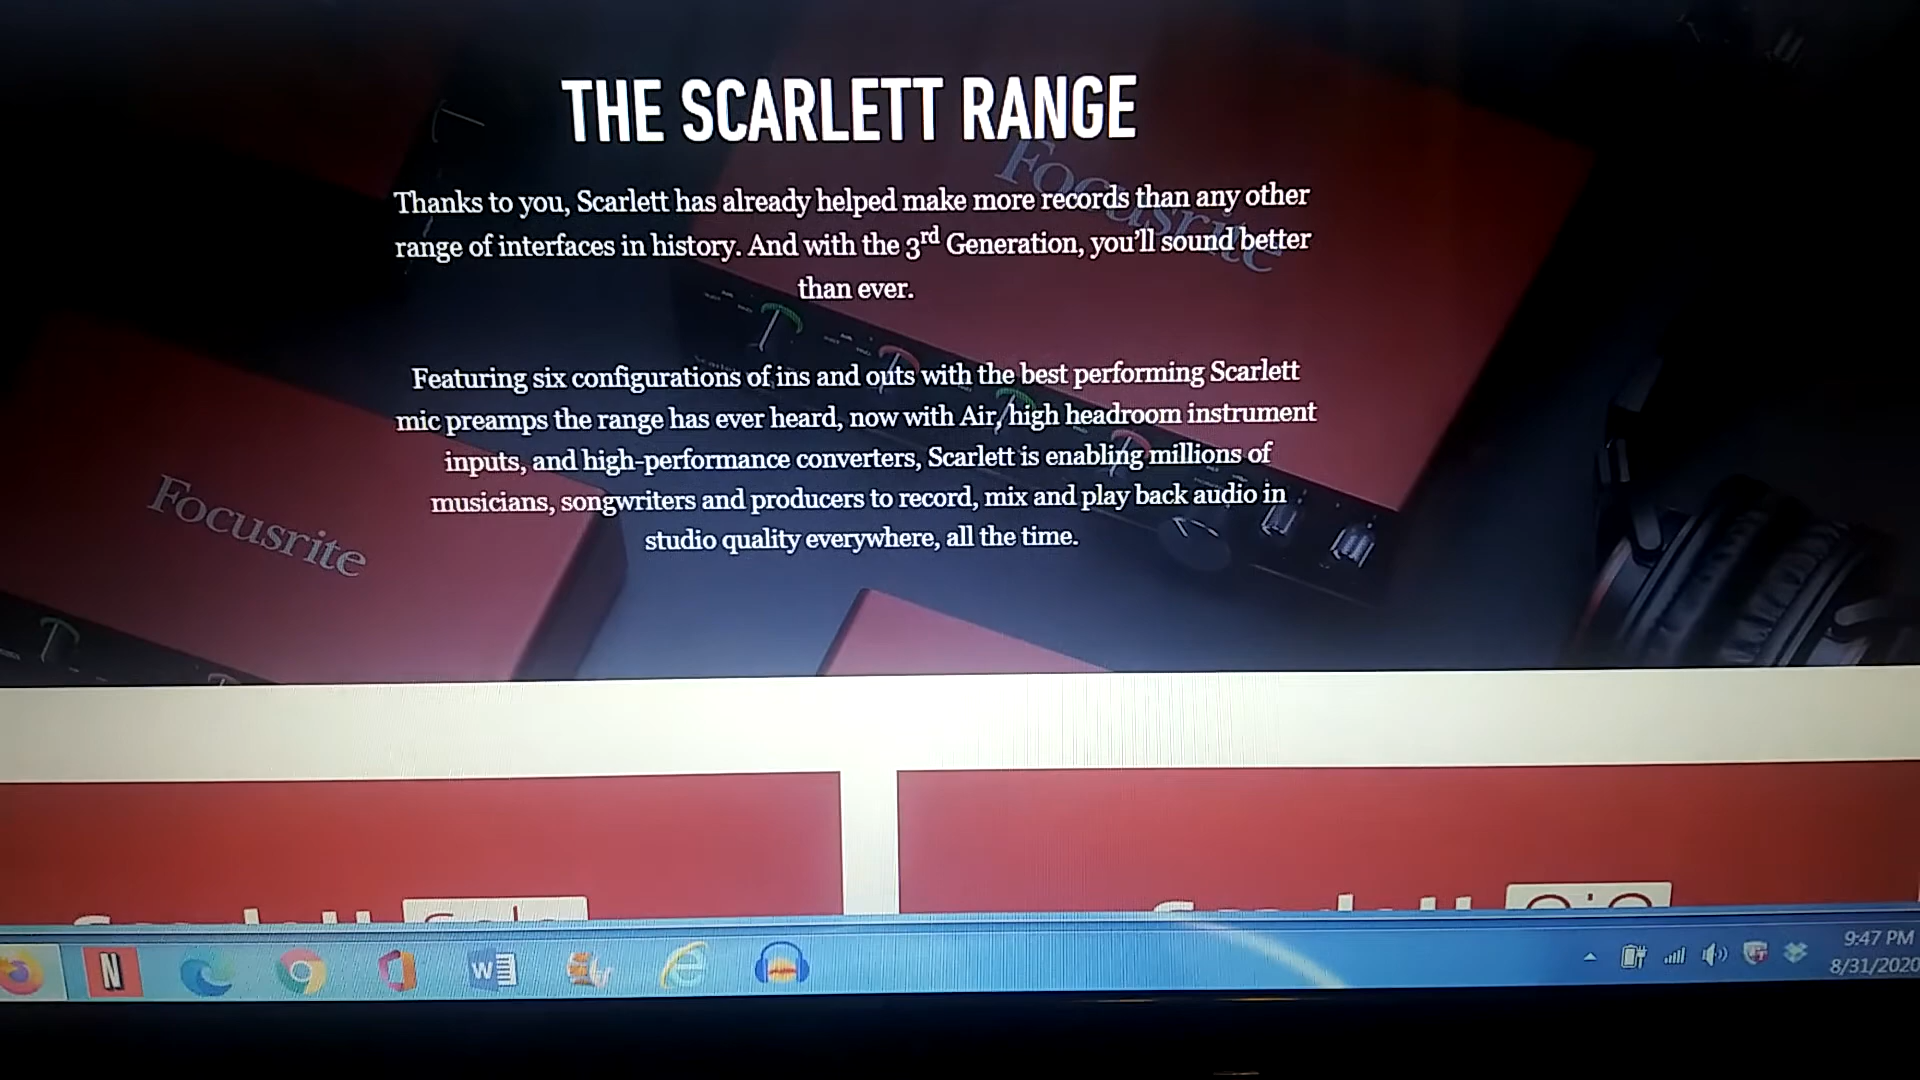 THE SCARLETT RANGE
Focusrite
Thanks to you, Scarlett has already helped make more records than any other
range of interfaces in history. And with the 3rd Generation, you'll sound better
than ever.
Featuring six configurations of ins and outs with the best performing Scarlett
mic preamps the range has ever heard, now with Air, high headroom instrument
inputs, and high-performance converters, Scarlett is enabling millions of
musicians, songwriters and producers to record, mix and play back audio in
studio quality everywhere, all the time.
Focusrite
N
W
9:47 PM
8/31/2020